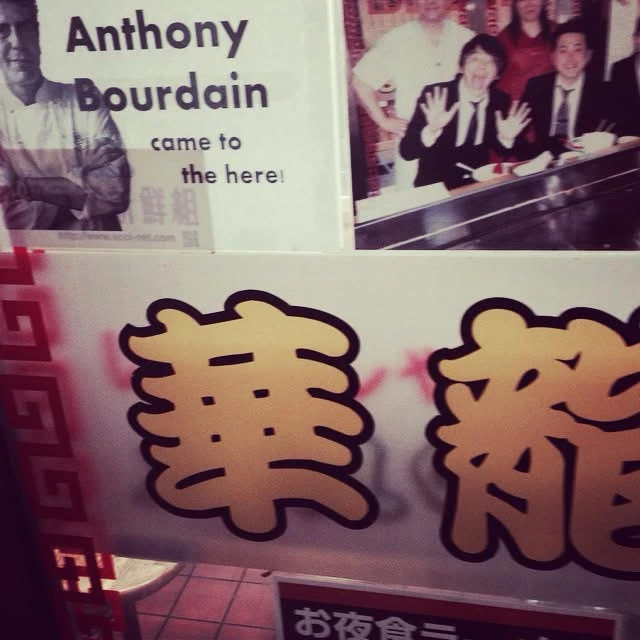 Anthony
Bourdain
came to
the here!
華龍
お夜食ラ